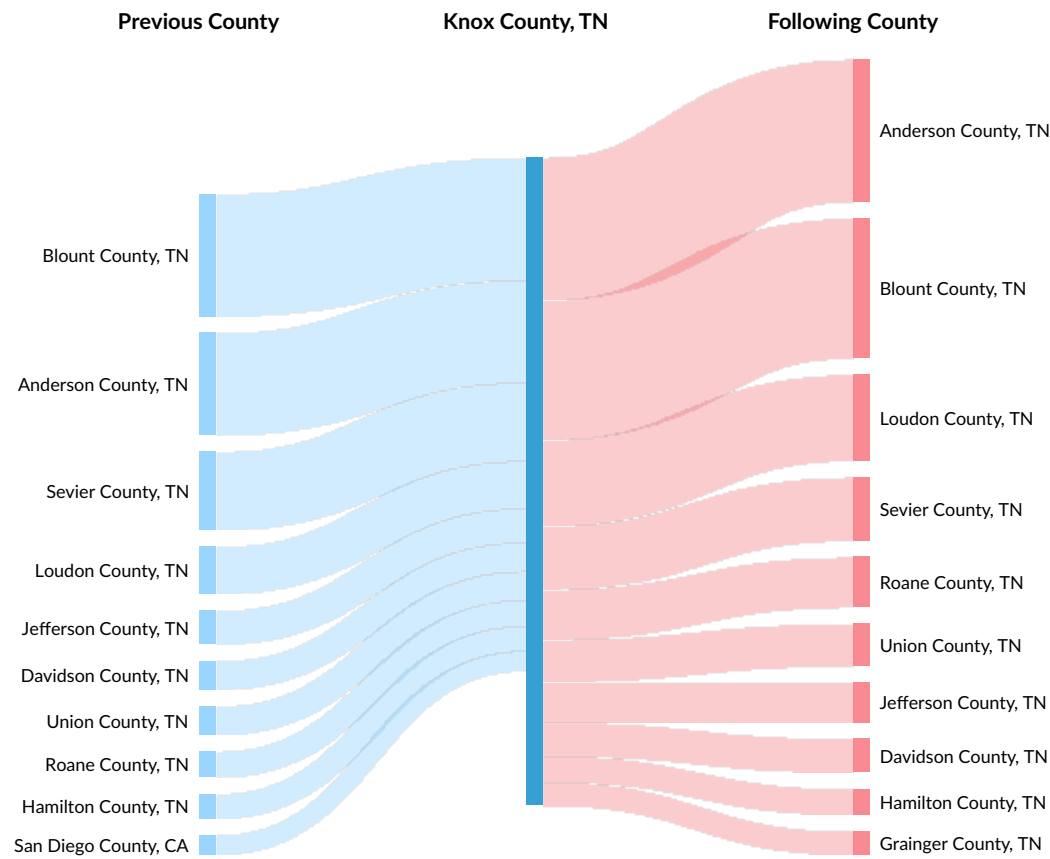 Previous County
Knox County, TN
Following County
Blount County, TN
Anderson County, TN
Sevier County, TN
Loudon County, TN
Jefferson County, TN
Davidson County, TN
Union County, TN
Roane County, TN
Hamilton County, TN
San Diego County, CA
Anderson County, TN
Blount County, TN
Loudon County, TN
Sevier County, TN
Roane County, TN
Union County, TN
Jefferson County, TN
Davidson County, TN
Hamilton County, TN
Grainger County, TN